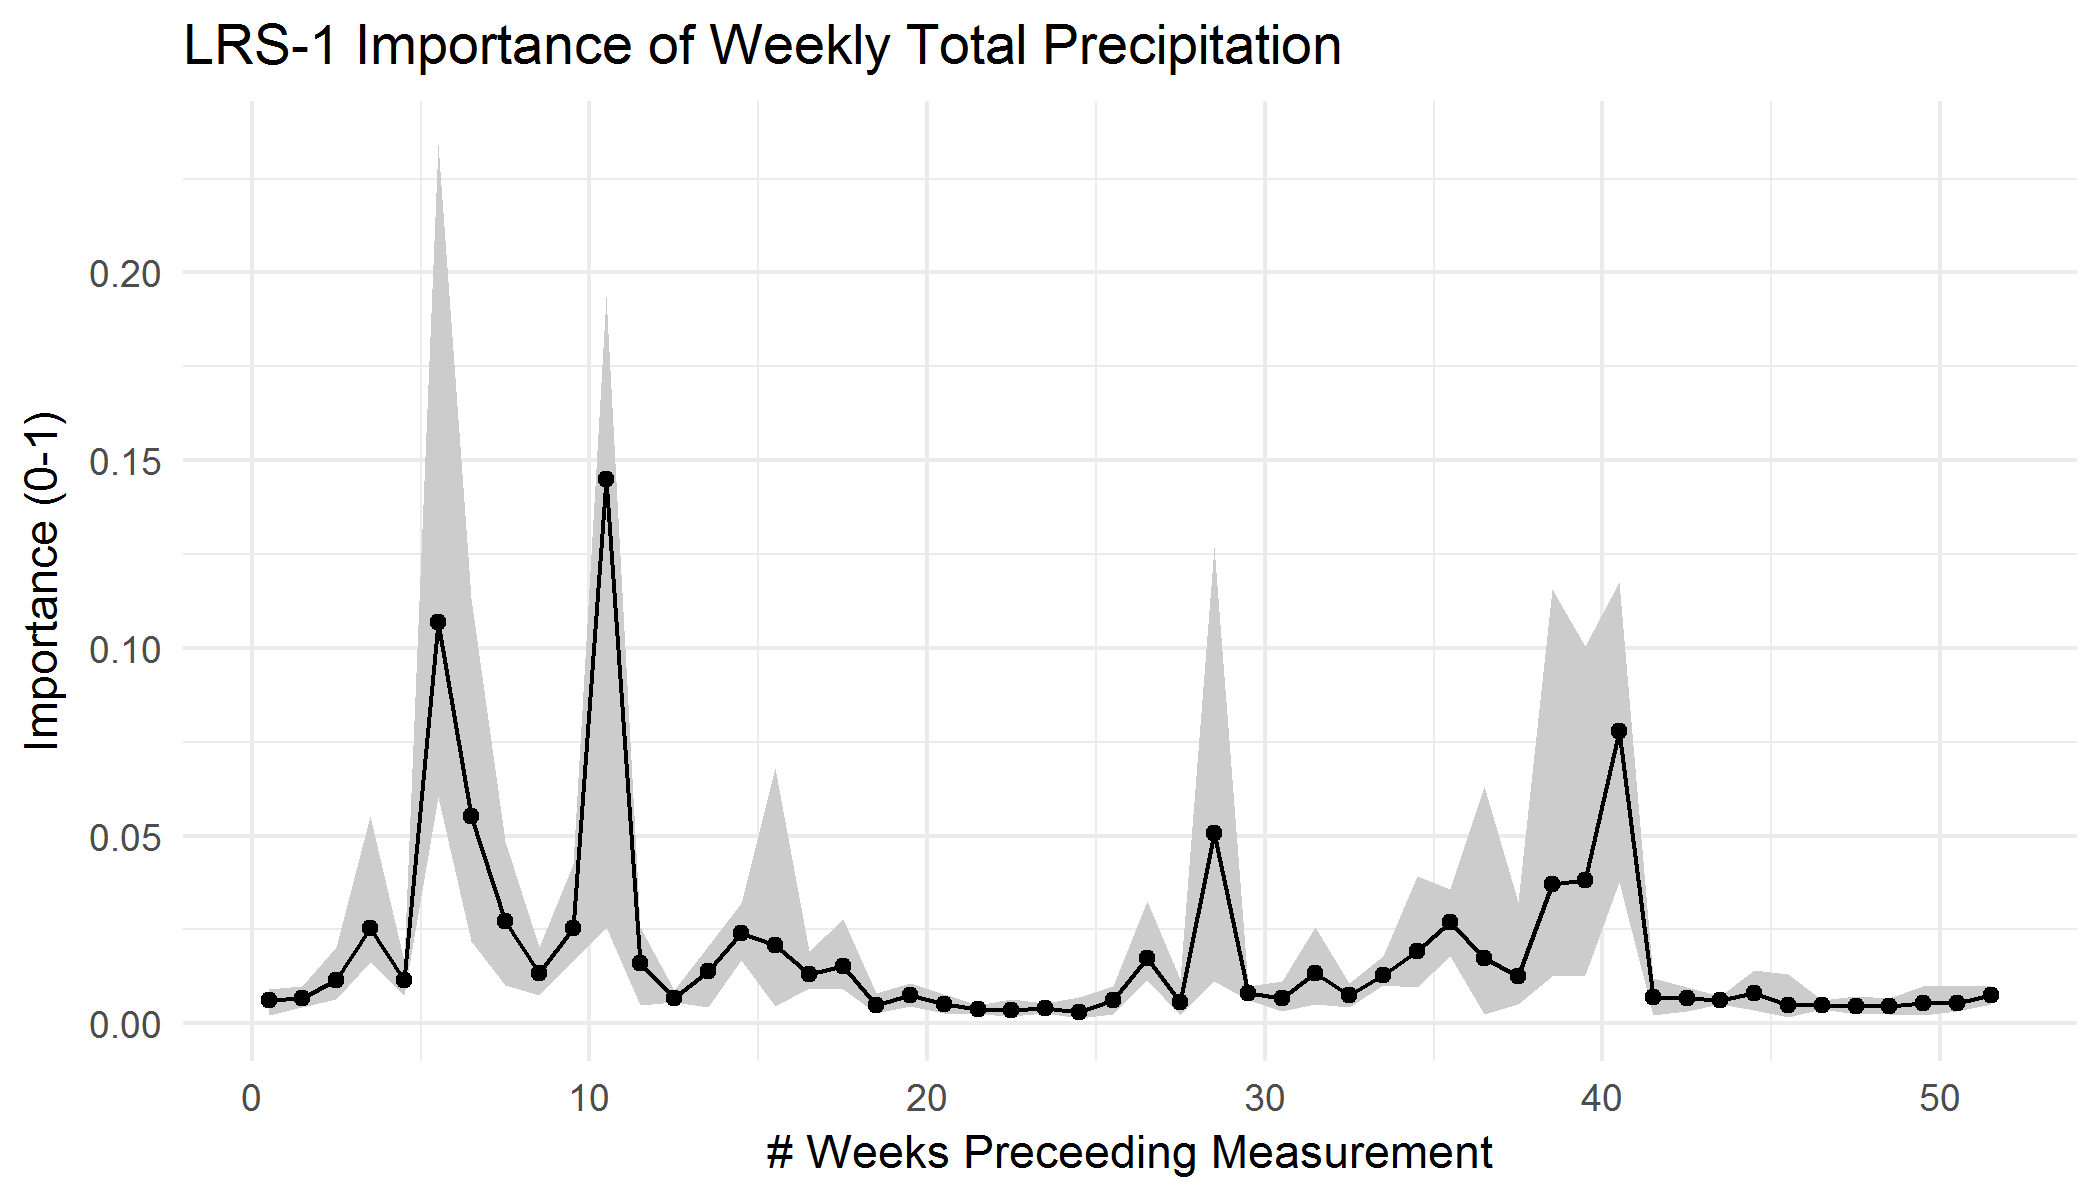 LRS-1 Importance of Weekly Total Precipitation
Importance (0-1)
0.20
0.15
0.10
0.05
0.00
0 10 20 30 40 50
# Weeks Preceeding Measurement